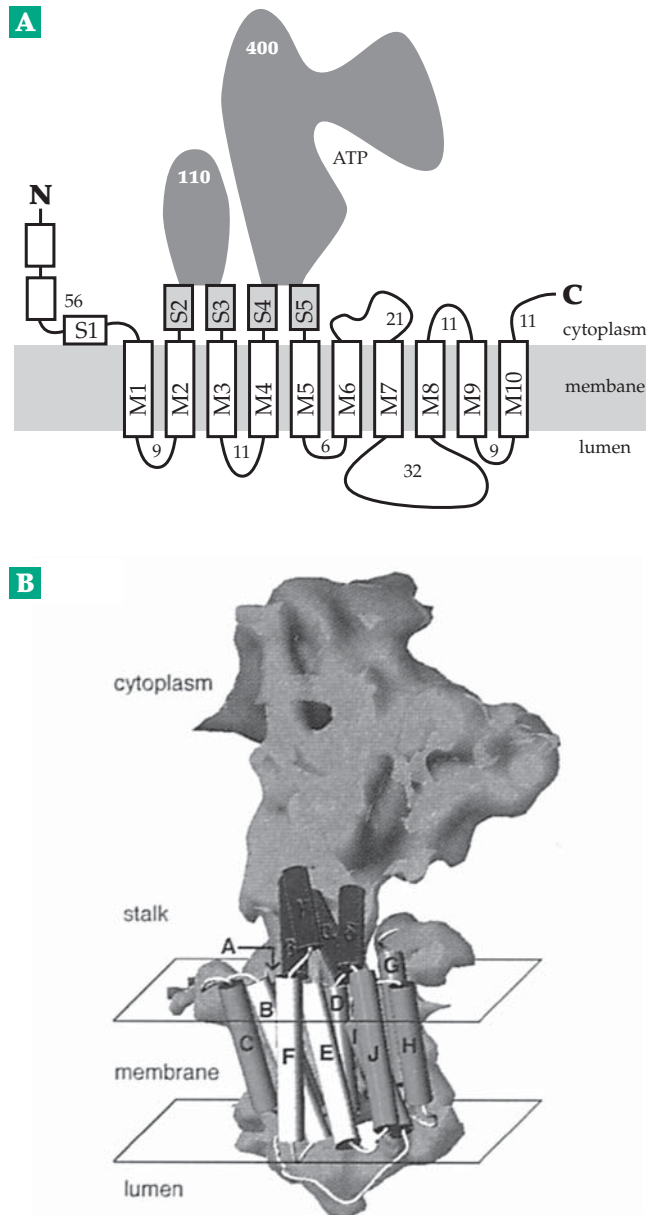 A
400
110
ATP
N
56
S1
S2
S3
S4
S5
21
11
11
C
cytoplasm
M1
M2
M3
M4
M5
M6
M7
M8
M9
M10
membane
9
11
6
32
9
lumen
B
cytoplasm
stalk
A
G
B
D
C
F
E
I
J
H
membrane
lumen